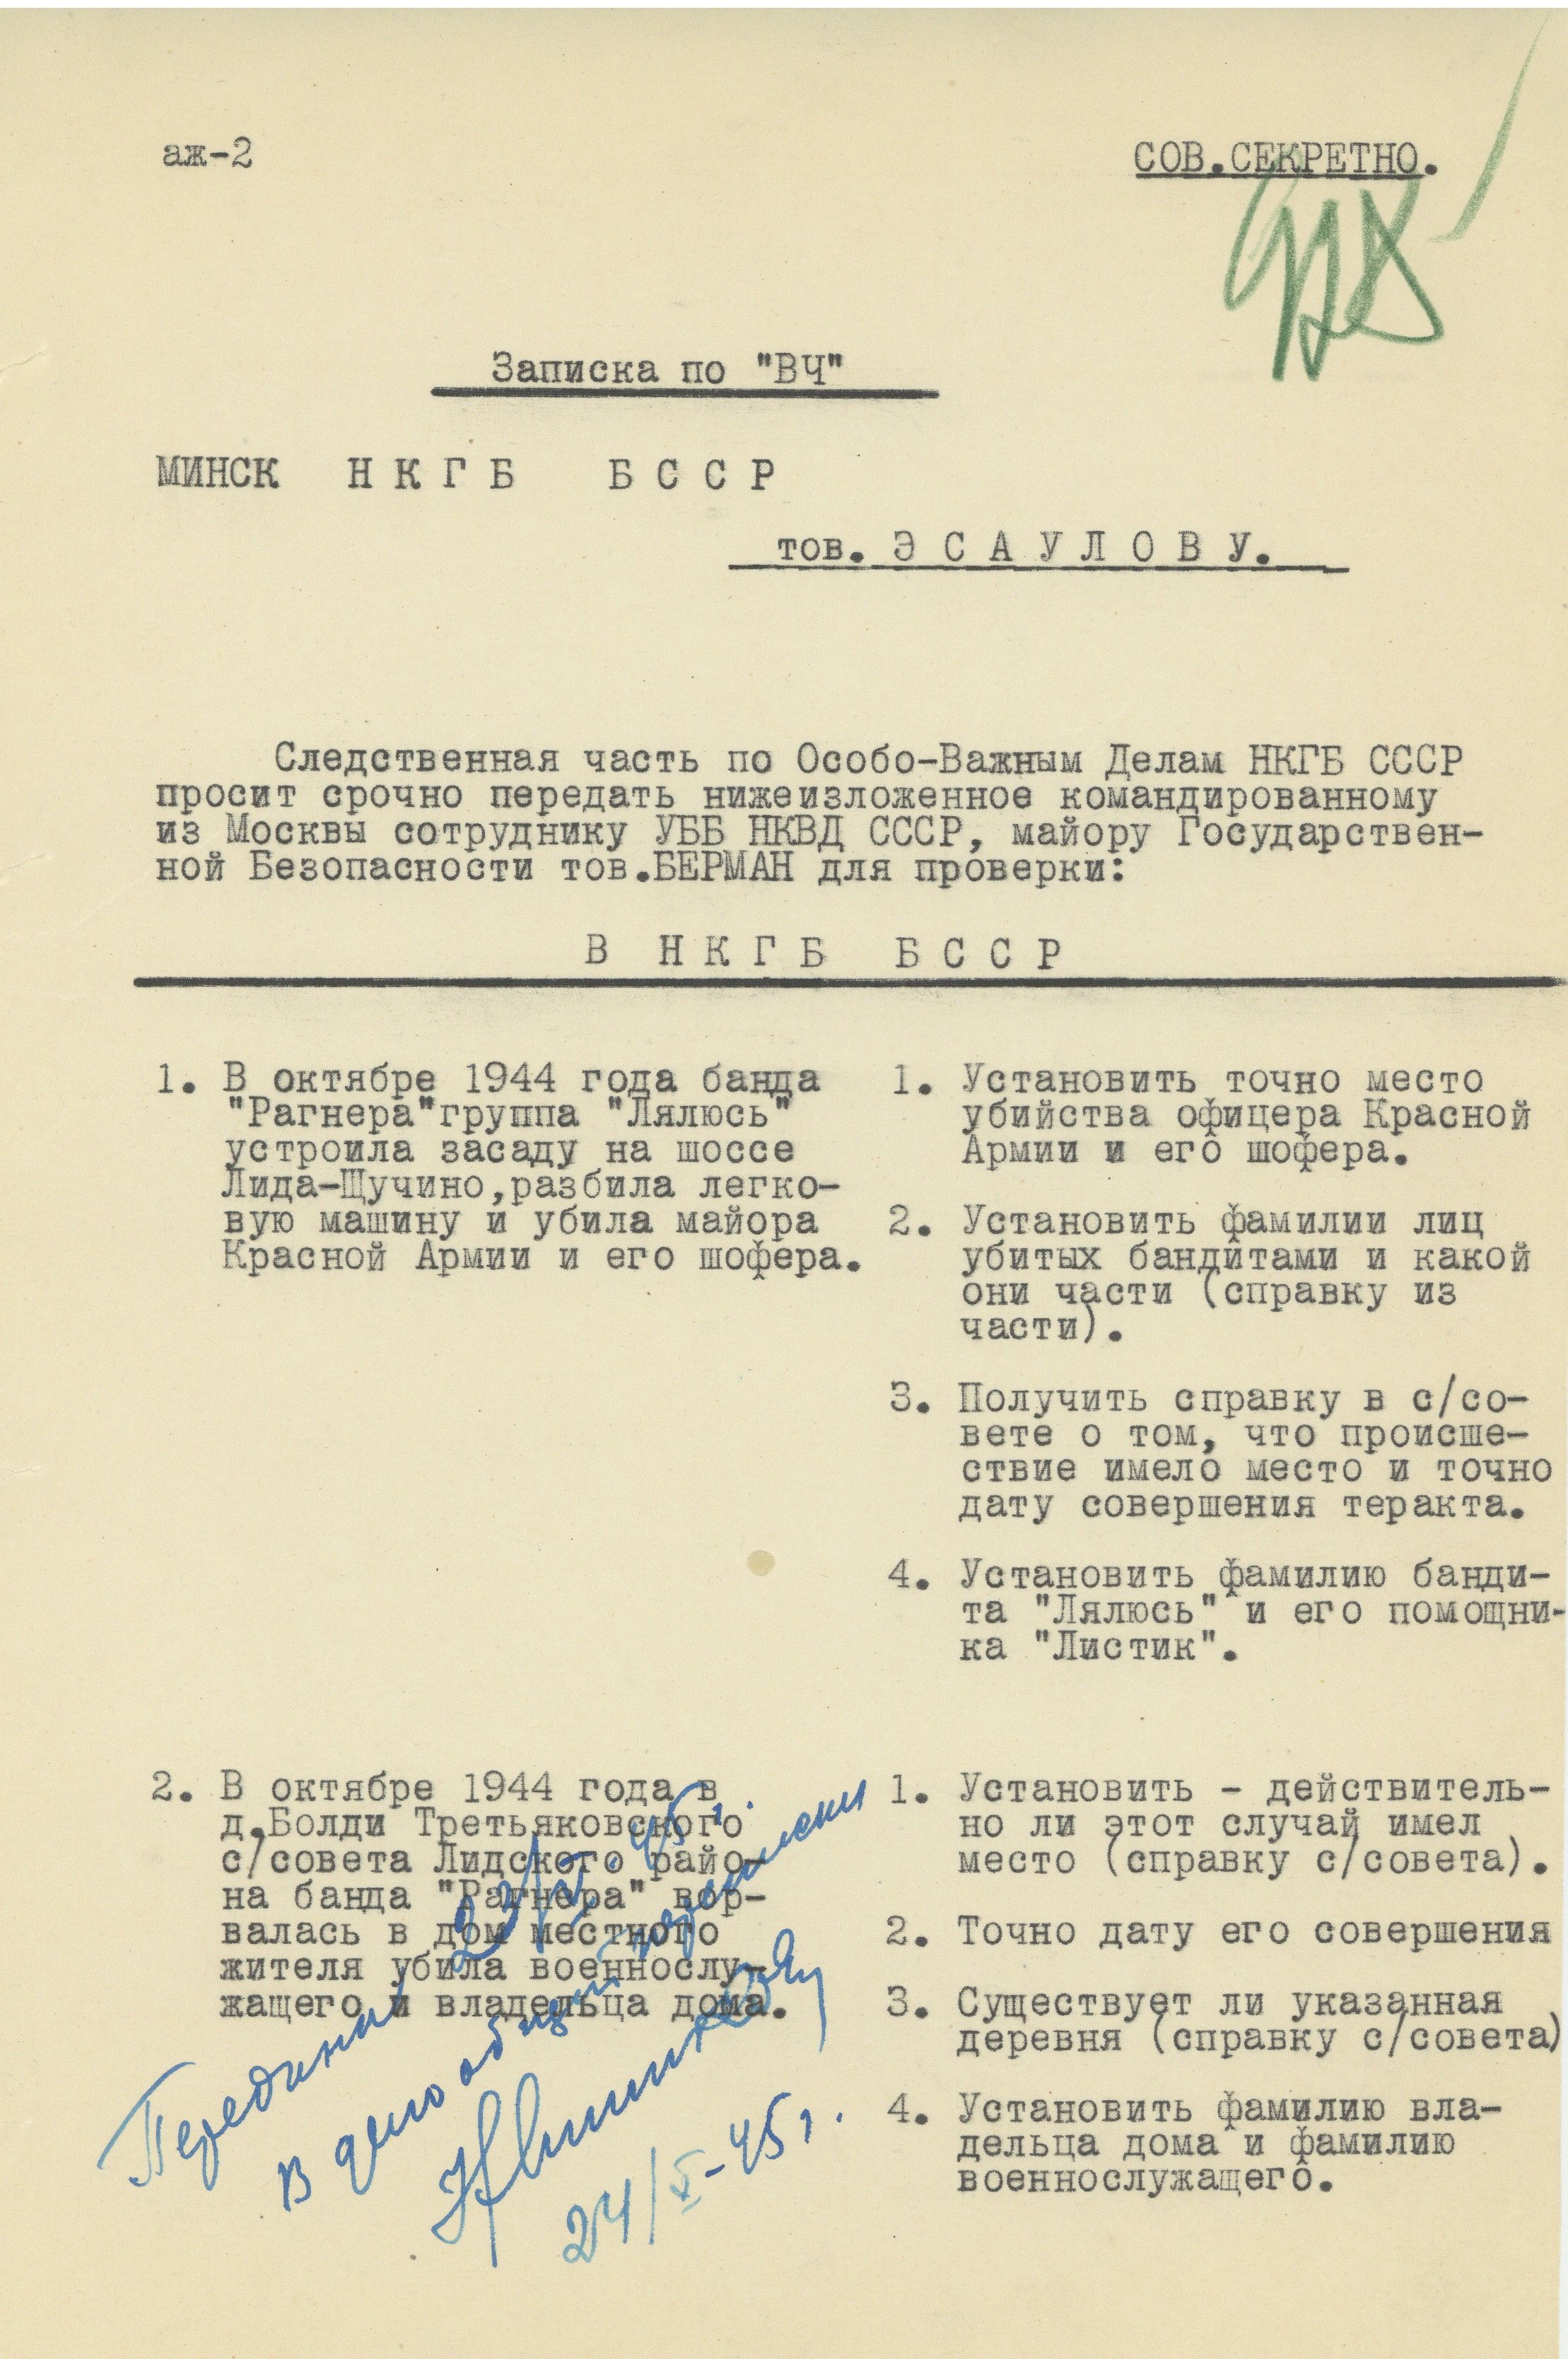 аж-2
СОВ.СЕКРЕТНО.
Записка по "ВЧ"
МИНСК Н К Г Б Б С С Р
тов. Э С А У Л О В У.
Следственная часть по Особо-Важным Делам НКГБ СССР
просит срочно передать нижеизложенное командированному
из Москвы сотруднику УББ НКВД СССР, майору Государствен-
ной Безопасности тов.БЕРМАН для проверки:
В Н К Г Б Б С С Р
1. В октябре 1944 года банда
"Рагнера"группа "Лялюсь"
устроила засаду на шоссе
Лида-Щучино,разбила легко-
вую машину и убила майора
Красной Армии и его шофера.
1. Установить точно место
убийства офицера Красной
Армии и его шофера.
2. Установить фамилии лиц
убитых бандитами и какой
они части (справку из
части).
3. Получить справку в с/со-
вете о том, что происше-
ствие имело место и точно
дату совершения теракта.
4. Установить фамилию банди-
та "Лялюсь" и его помощни-
ка "Листик".
2. В октябре 1944 года в
д.Болди Третьяковского
с/совета Лидского райо-
на банда "Рагнера" вор-
валась в дом местного
жителя убила военнослу-
жащего и владельца дома.
1. Установить - действитель-
но ли этот случай имел
место (справку с/совета).
2. Точно дату его совершения
3. Существует ли указанная
деревня (справку с/совета)
4. Установить фамилию вла-
дельца дома и фамилию
военнослужащего.
В дело общей переписки
24/V-45 г.